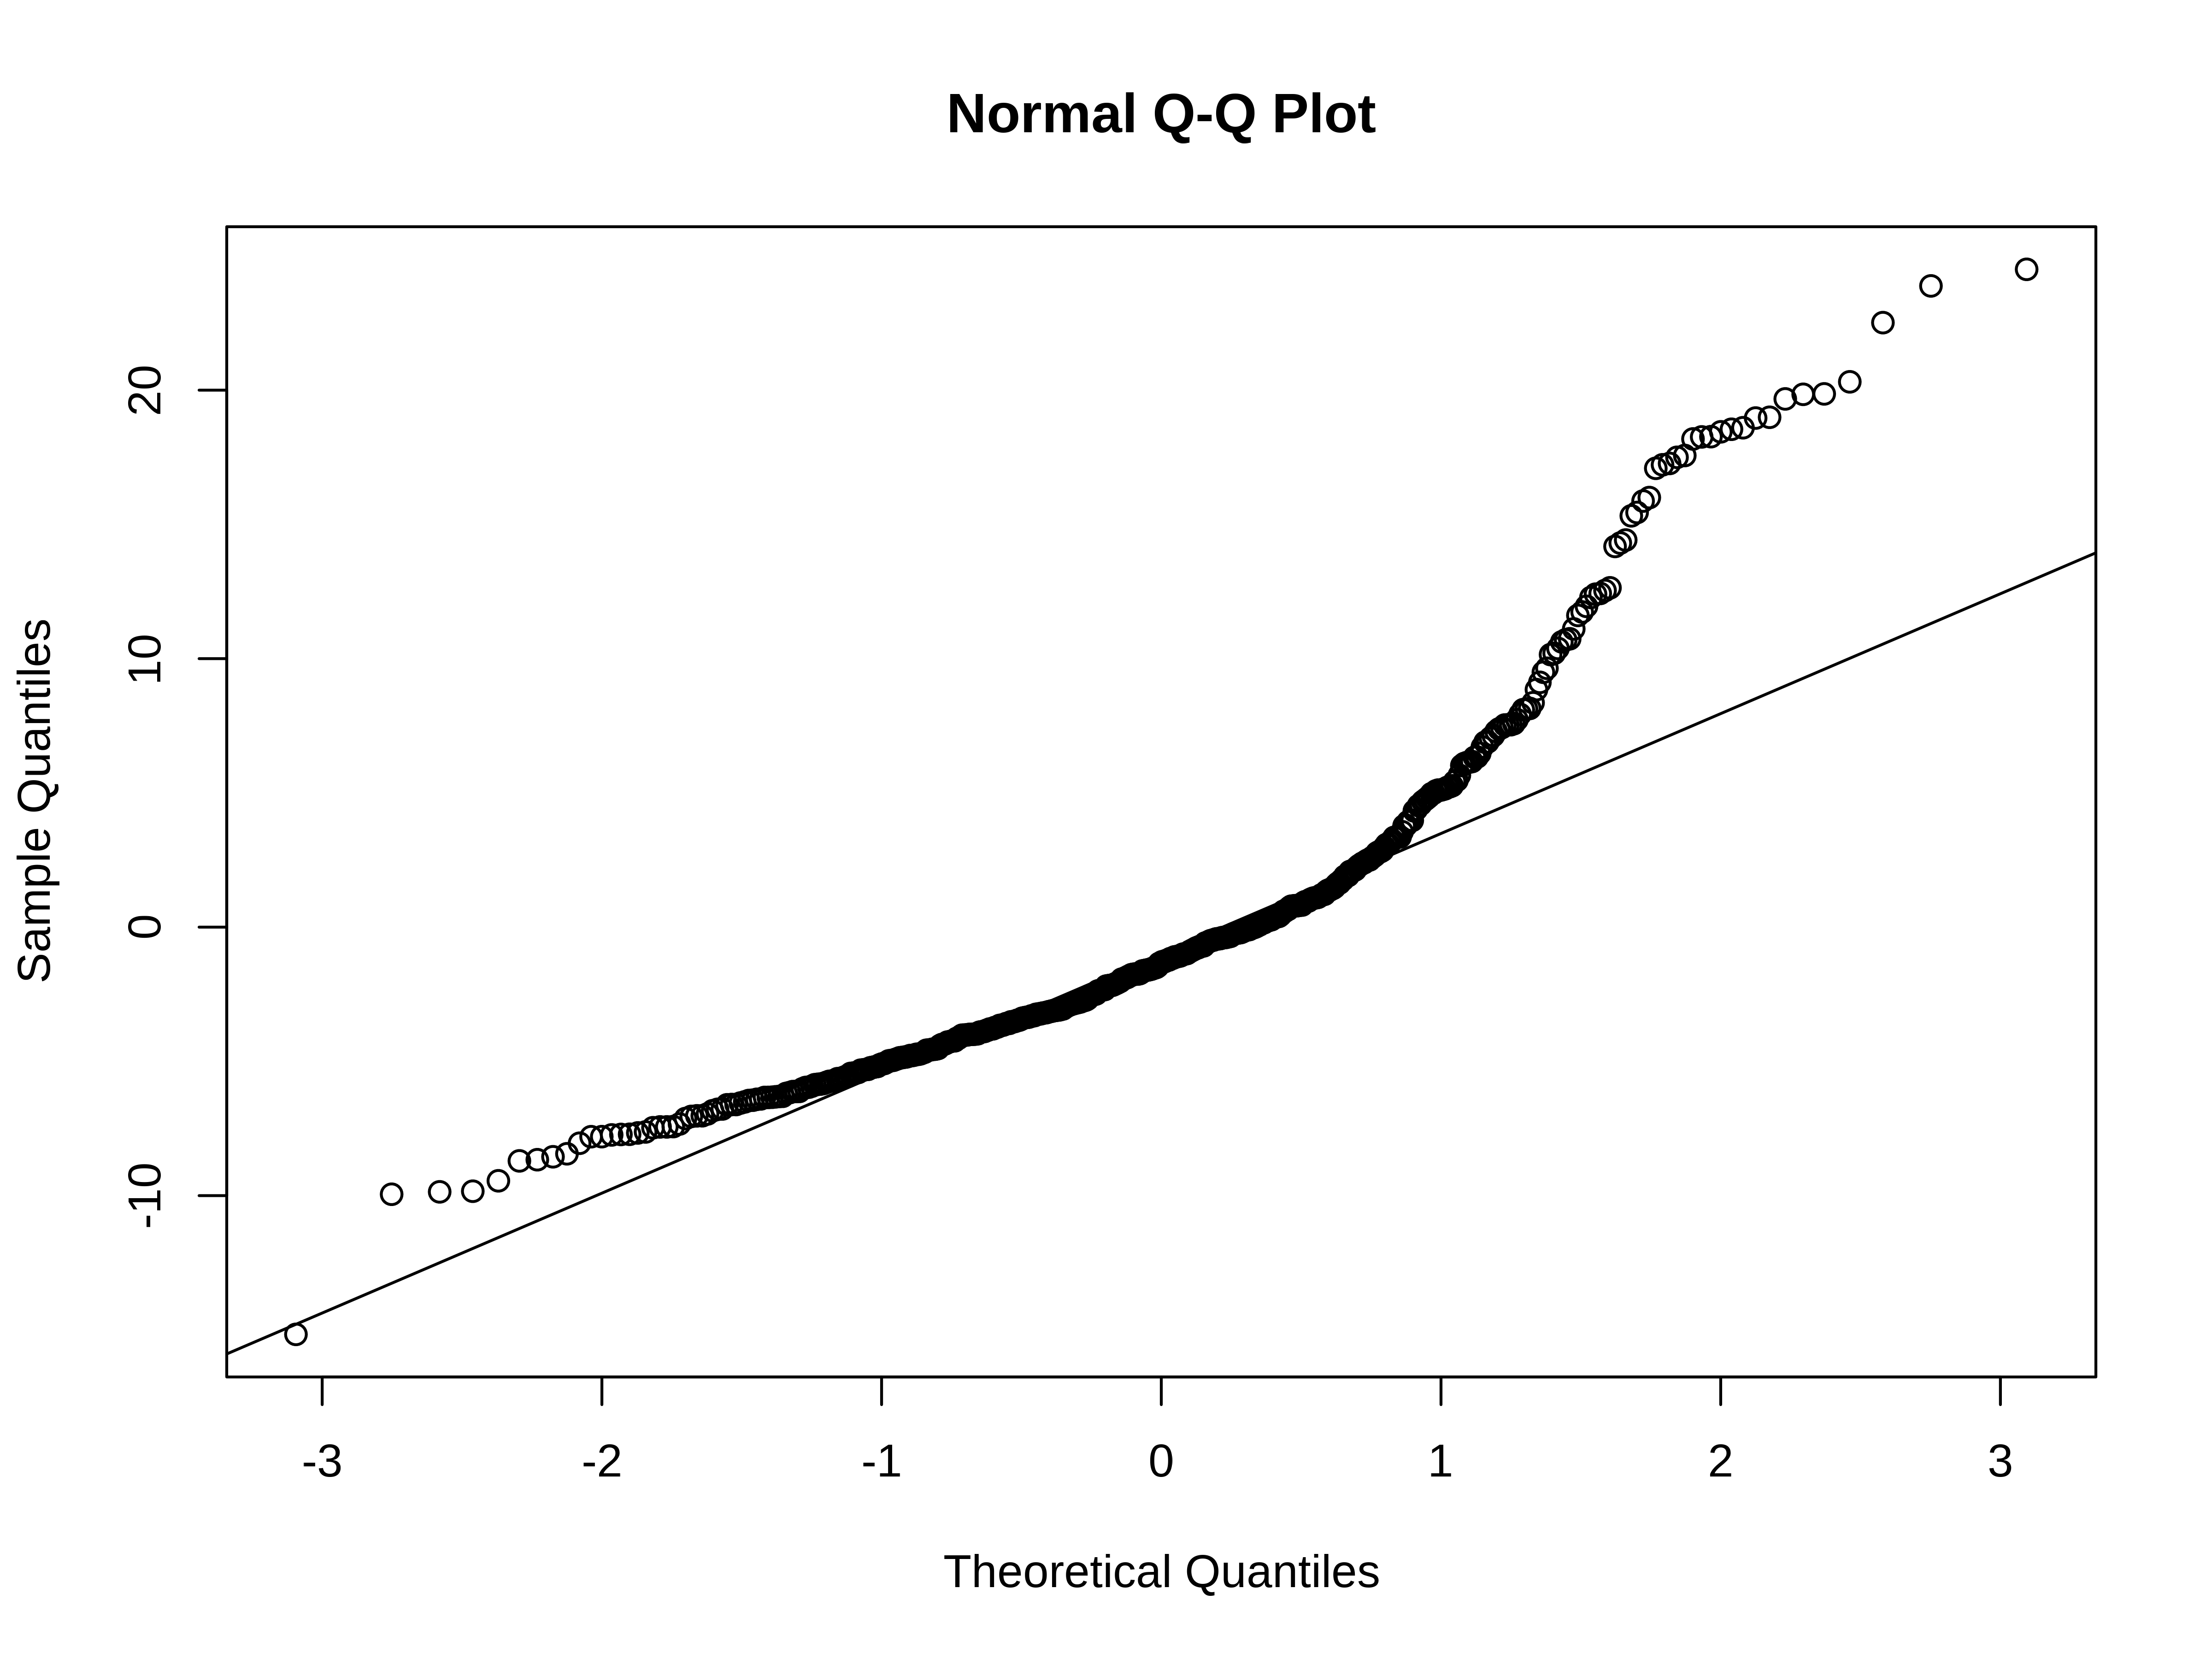 Normal Q-Q Plot
Sample Quantiles
20
10
0
-10
-3 -2 -1 0 1 2 3
Theoretical Quantiles